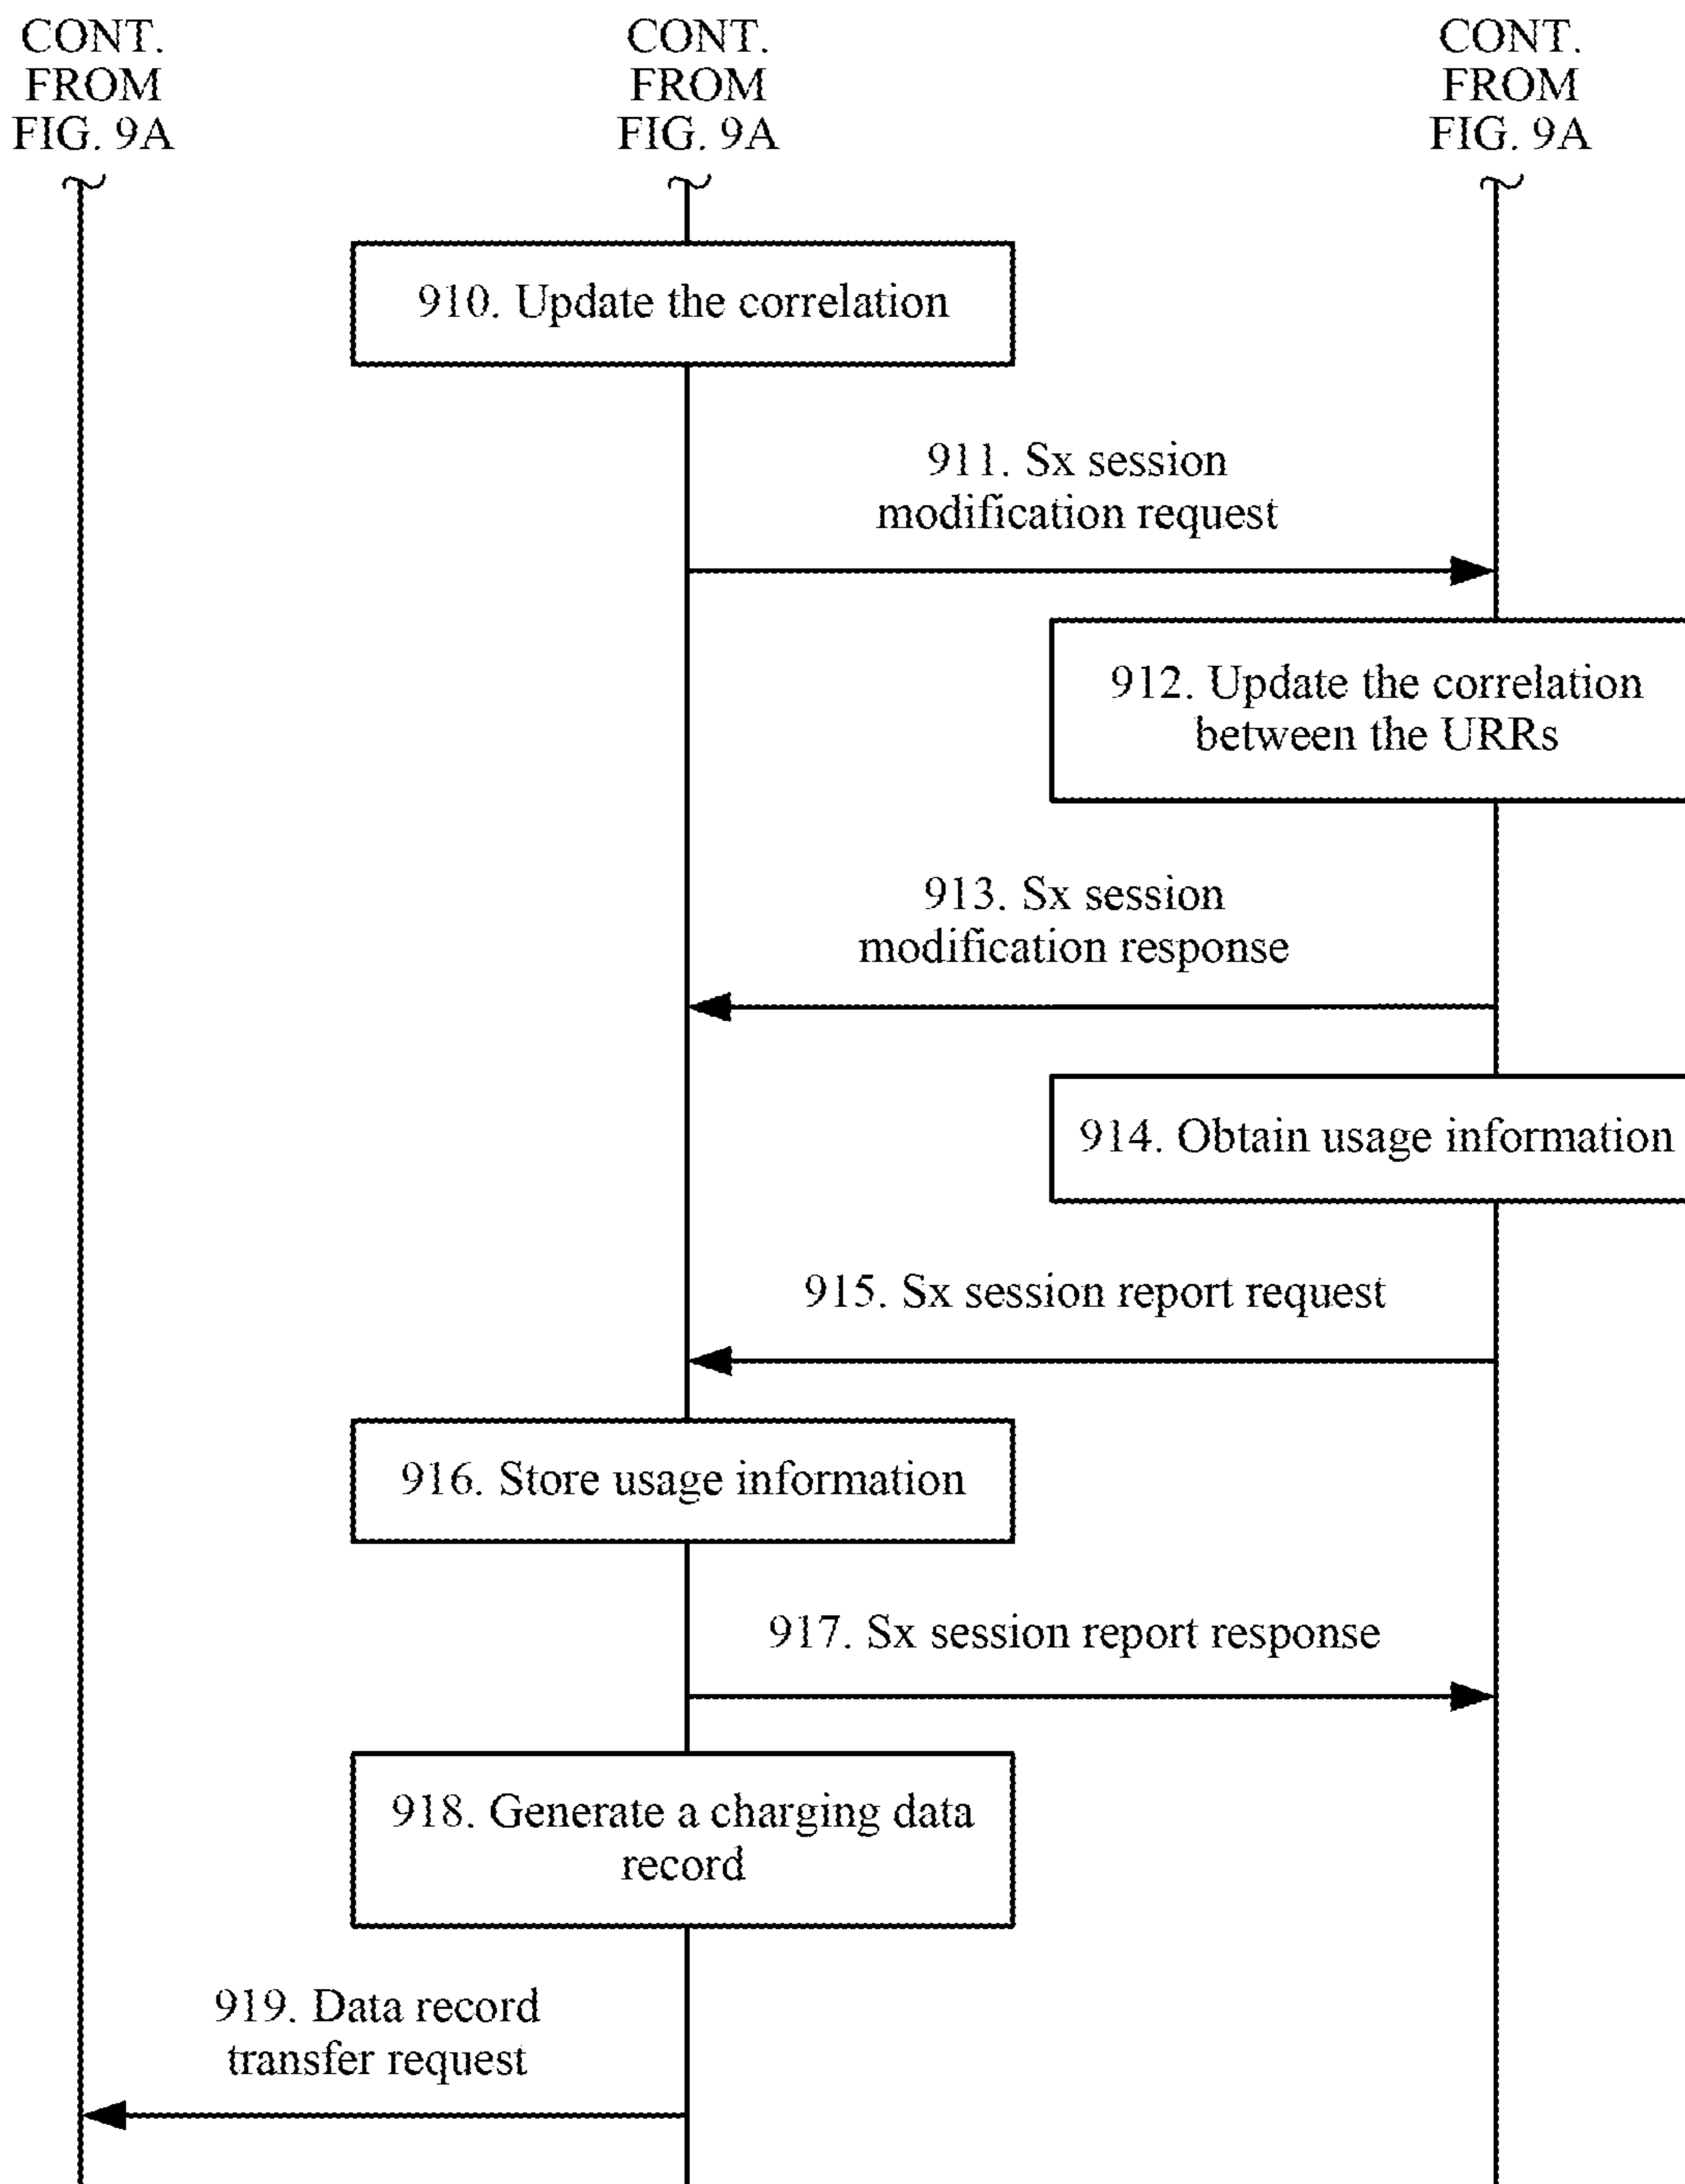 CONT.
FROM
FIG. 9A
CONT.
FROM
FIG. 9A
CONT.
FROM
FIG. 9A
910. Update the correlation
911. Sx session
modification request
912. Update the correlation
between the URRs
913. Sx session
modification response
914. Obtain usage information
915. Sx session report request
916. Store usage information
917. Sx session report response
918. Generate a charging data
record
919. Data record
transfer request